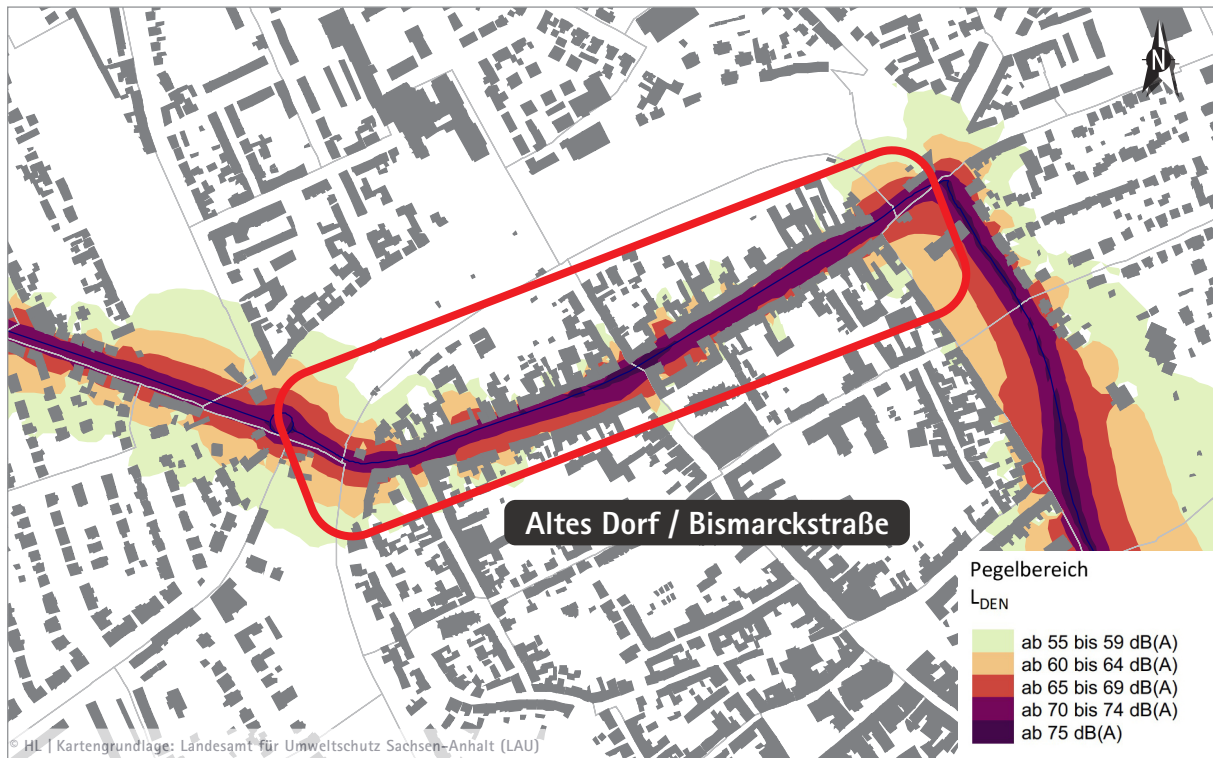 N
Altes Dorf / Bismarckstraße
Pegelbereich
LDEN
ab 55 bis 59 dB(A)
ab 60 bis 64 dB(A)
ab 65 bis 69 dB(A)
ab 70 bis 74 dB(A)
ab 75 dB(A)
© HL | Kartengrundlage: Landesamt für Umweltschutz Sachsen-Anhalt (LAU)